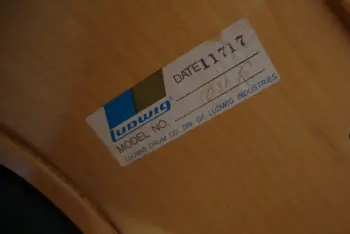 Ludwig
DATE 11717
MODEL NO.
LUDWIG DRUM CO. DIV. OF LUDWIG INDUSTRIES